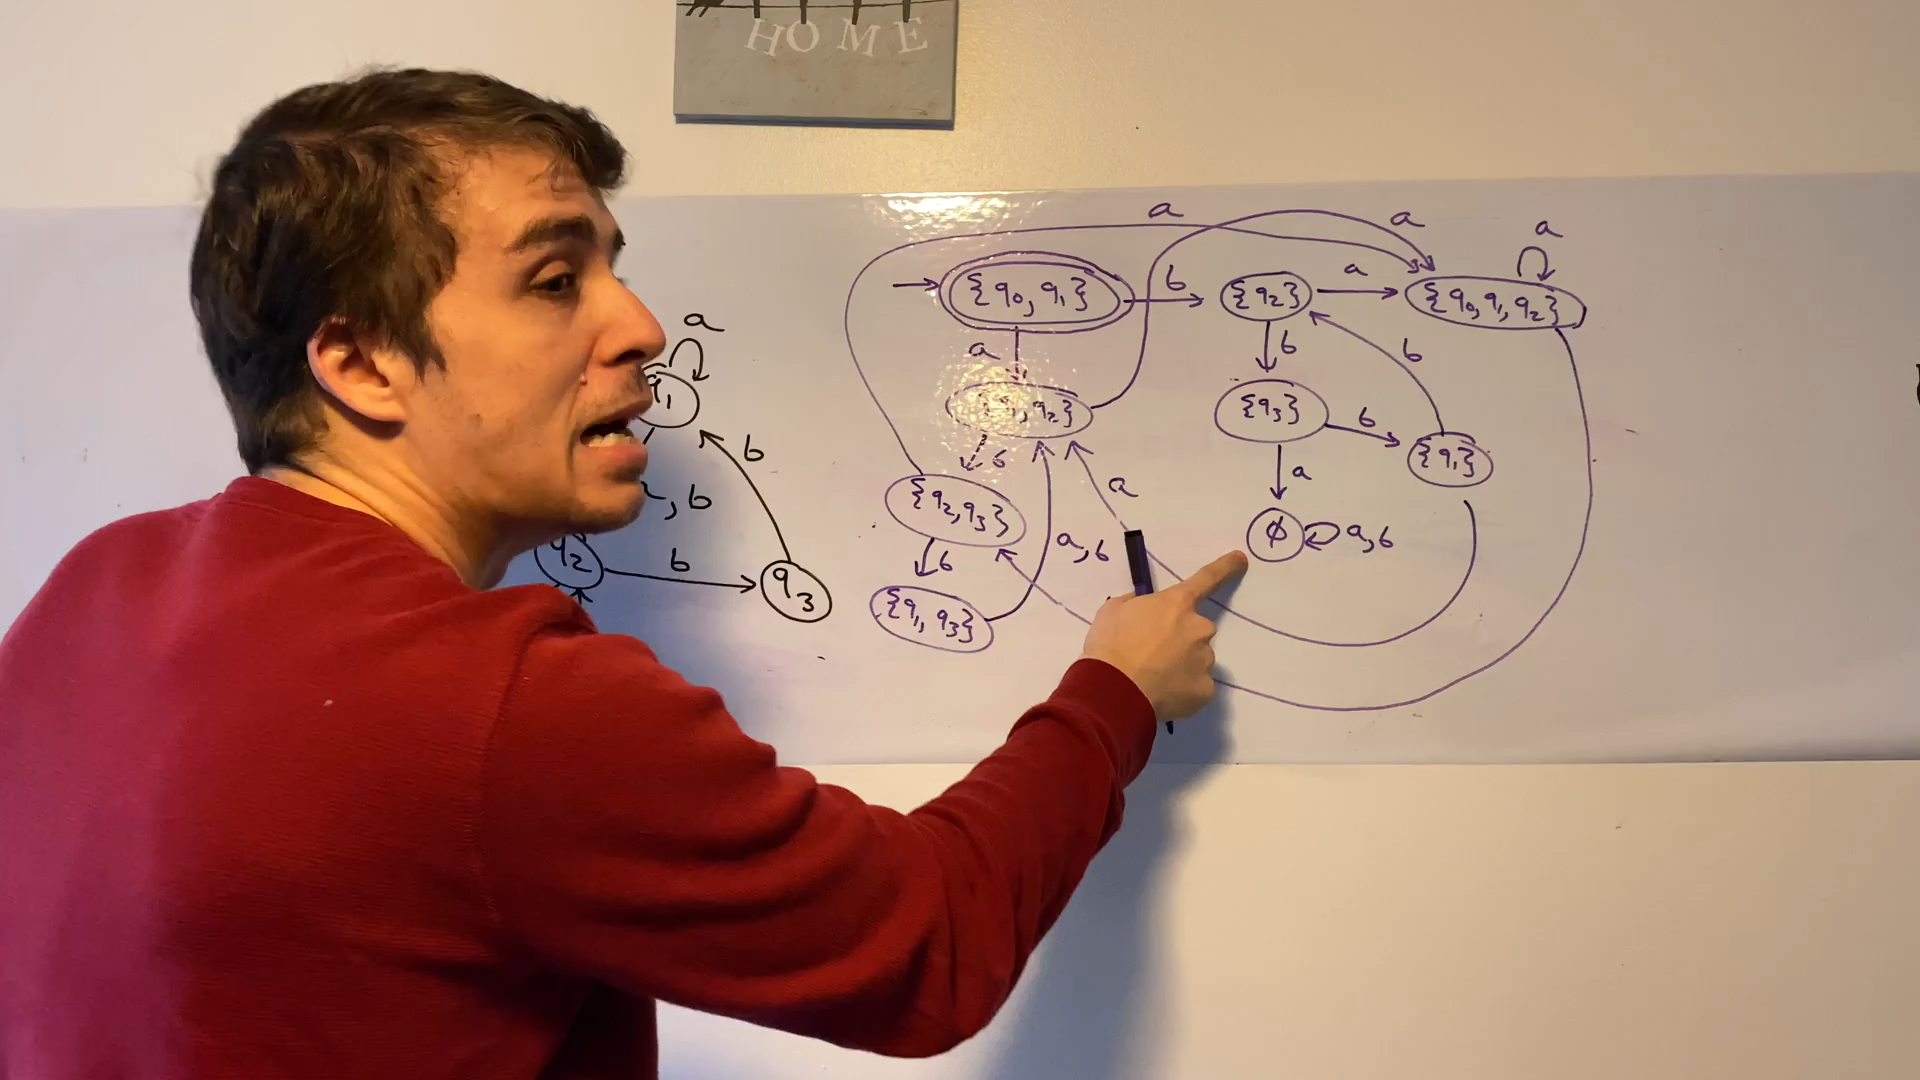 HOME
a
a
a
{q0, q1}
b
{q2}
a
{q0, q1, q2}
a
a
b
b
q1
{q1, q2}
{q3}
b
{q1}
b
b
a
a
a, b
{q2, q3}
∅
a, b
a, b
q2
b
b
q3
{q1, q3}